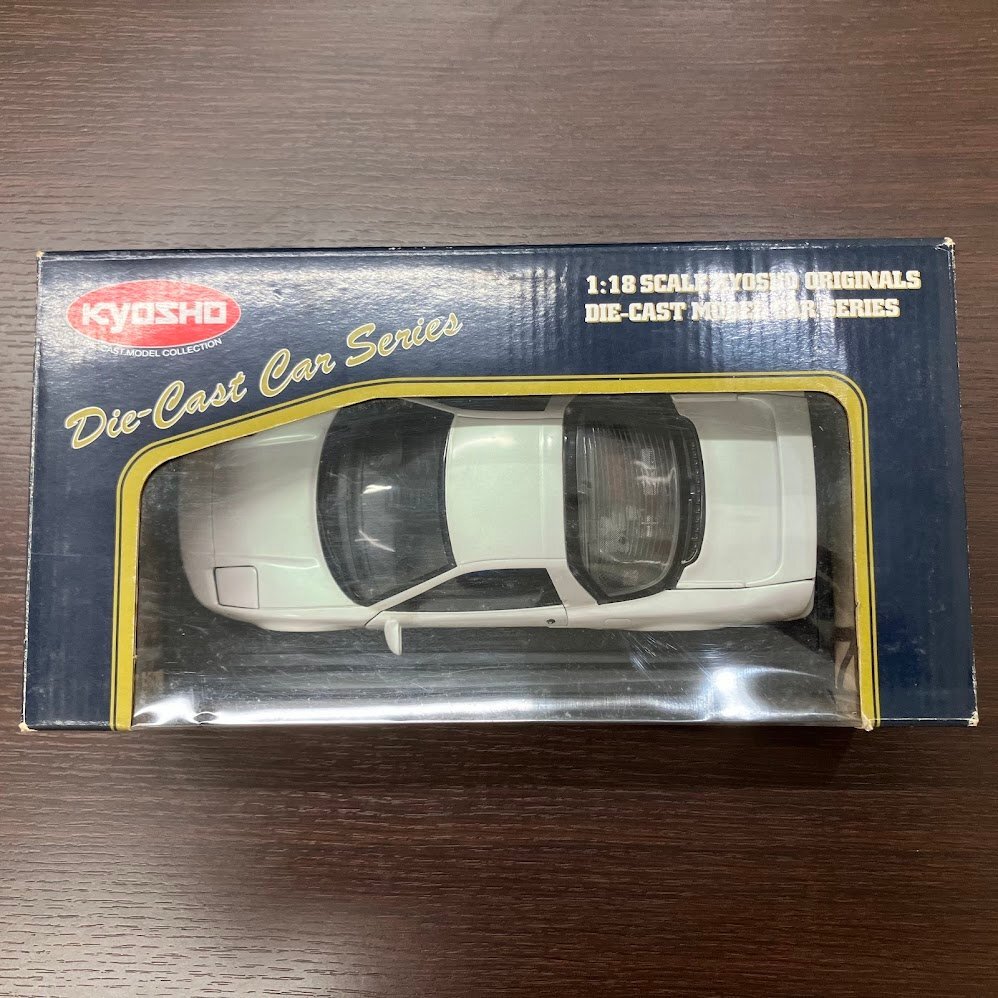 KYOSHO
DIE-CAST MODEL COLLECTION
Die-Cast Car Series
1:18 SCALE KYOSHO ORIGINALS
DIE-CAST MODEL CAR SERIES